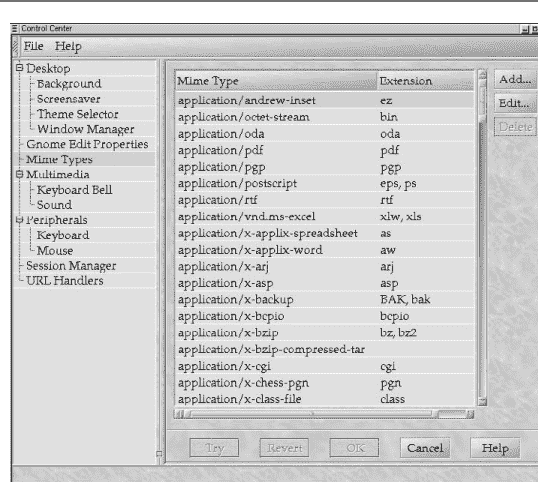 Control Center
File Help
Desktop
Background
Screensaver
Theme Selector
Window Manager
Gnome Edit Properties
Mime Types
Multimedia
Keyboard Bell
Sound
Peripherals
Keyboard
Mouse
Session Manager
URL Handlers
Mime Type Extension
application/andrew-inset ez
application/octet-stream bin
application/oda oda
application/pdf pdf
application/pgp pgp
application/postscript eps, ps
application/rtf rtf
application/vnd.ms-excel xlw, xls
application/x-applix-spreadsheet as
application/x-applix-word aw
application/x-arj arj
application/x-asp asp
application/x-backup BAK, bak
application/x-bcpio bcpio
application/x-bzip bz, bz2
application/x-bzip-compressed-tar
application/x-cgi cgi
application/x-chess-pgn pgn
application/x-class-file class
Add...
Edit...
Delete
Try Revert OK Cancel Help